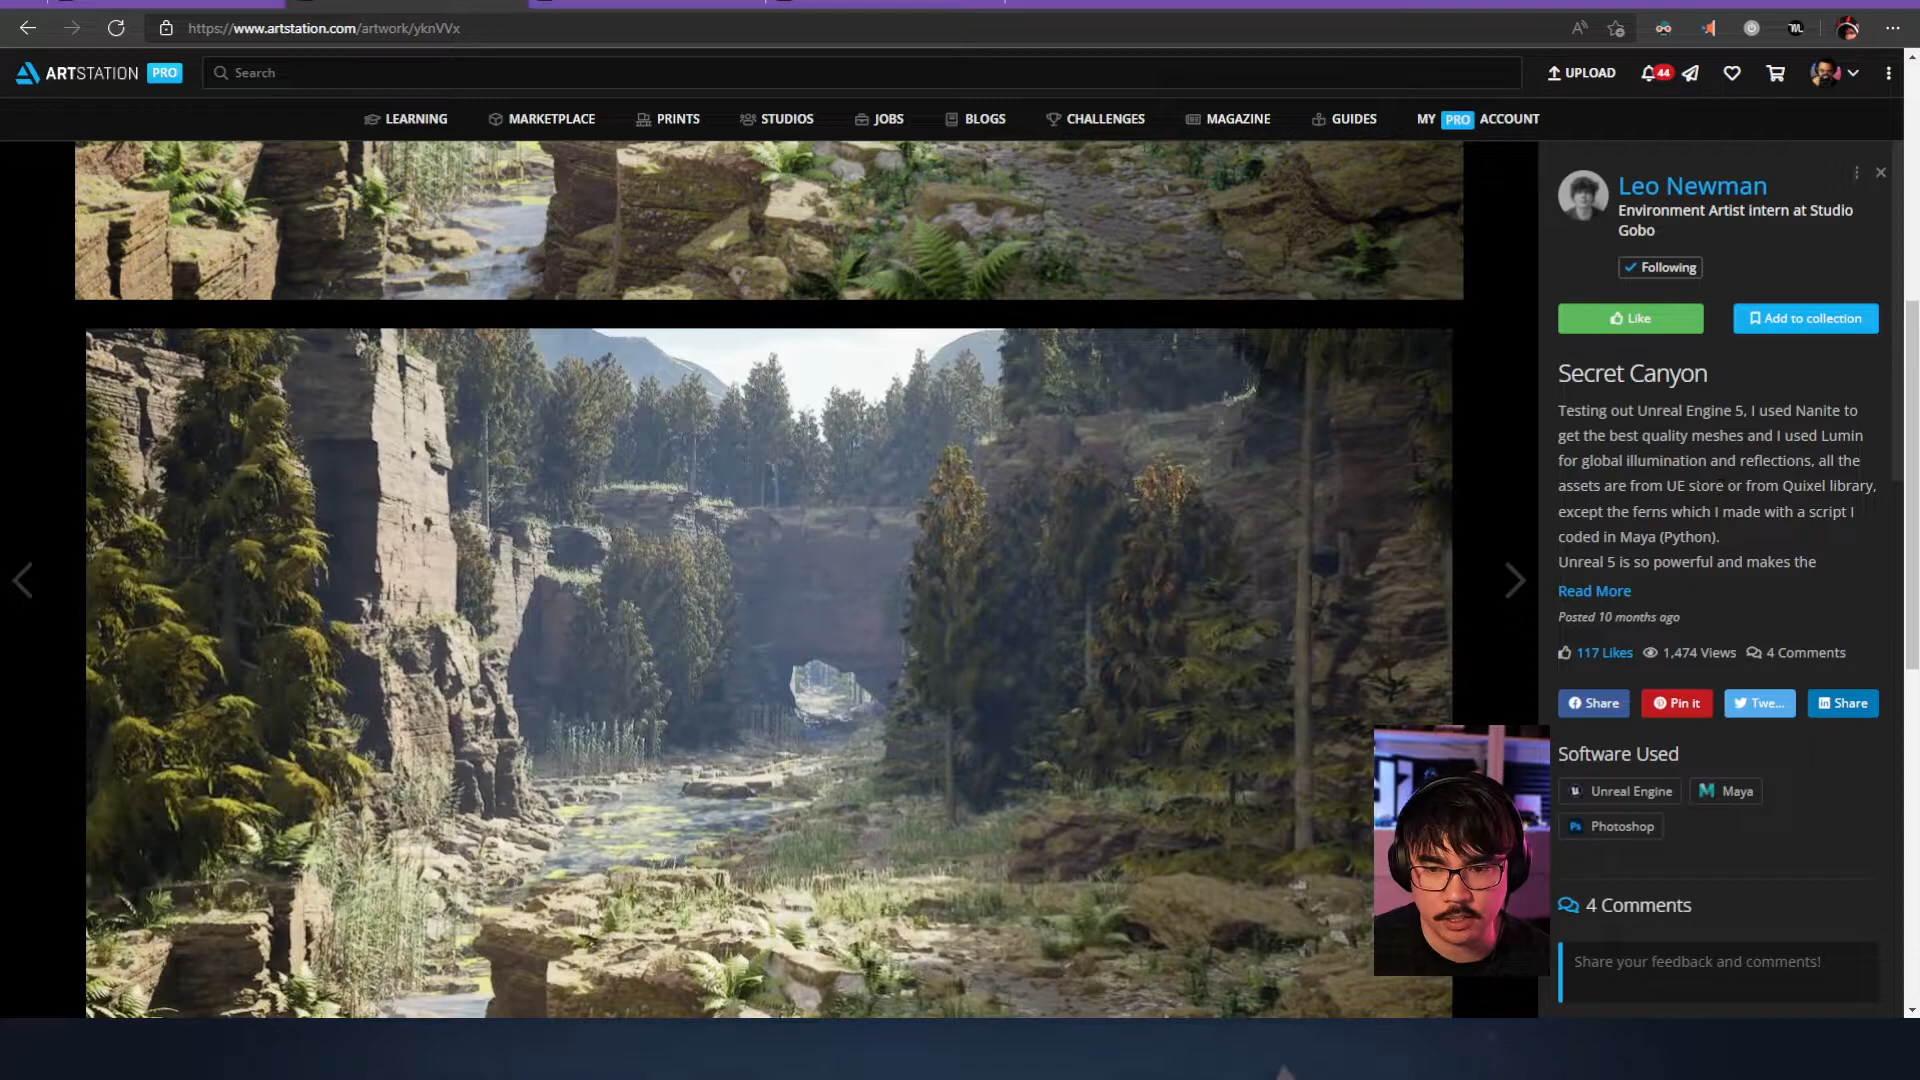 https://www.artstation.com/artwork/yknVVx
ARTSTATION PRO
Search
UPLOAD
44
LEARNING
MARKETPLACE
PRINTS
STUDIOS
JOBS
BLOGS
CHALLENGES
MAGAZINE
GUIDES
MY PRO ACCOUNT
Leo Newman
Environment Artist intern at Studio
Gobo
Following
Like
Add to collection
Secret Canyon
Testing out Unreal Engine 5, I used Nanite to
get the best quality meshes and I used Lumin
for global illumination and reflections, all the
assets are from UE store or from Quixel library,
except the ferns which I made with a script I
coded in Maya (Python).
Unreal 5 is so powerful and makes the
Read More
Posted 10 months ago
117 Likes 1,474 Views 4 Comments
Share
Pin it
Twe...
Share
Software Used
Unreal Engine
Maya
Ps Photoshop
4 Comments
Share your feedback and comments!